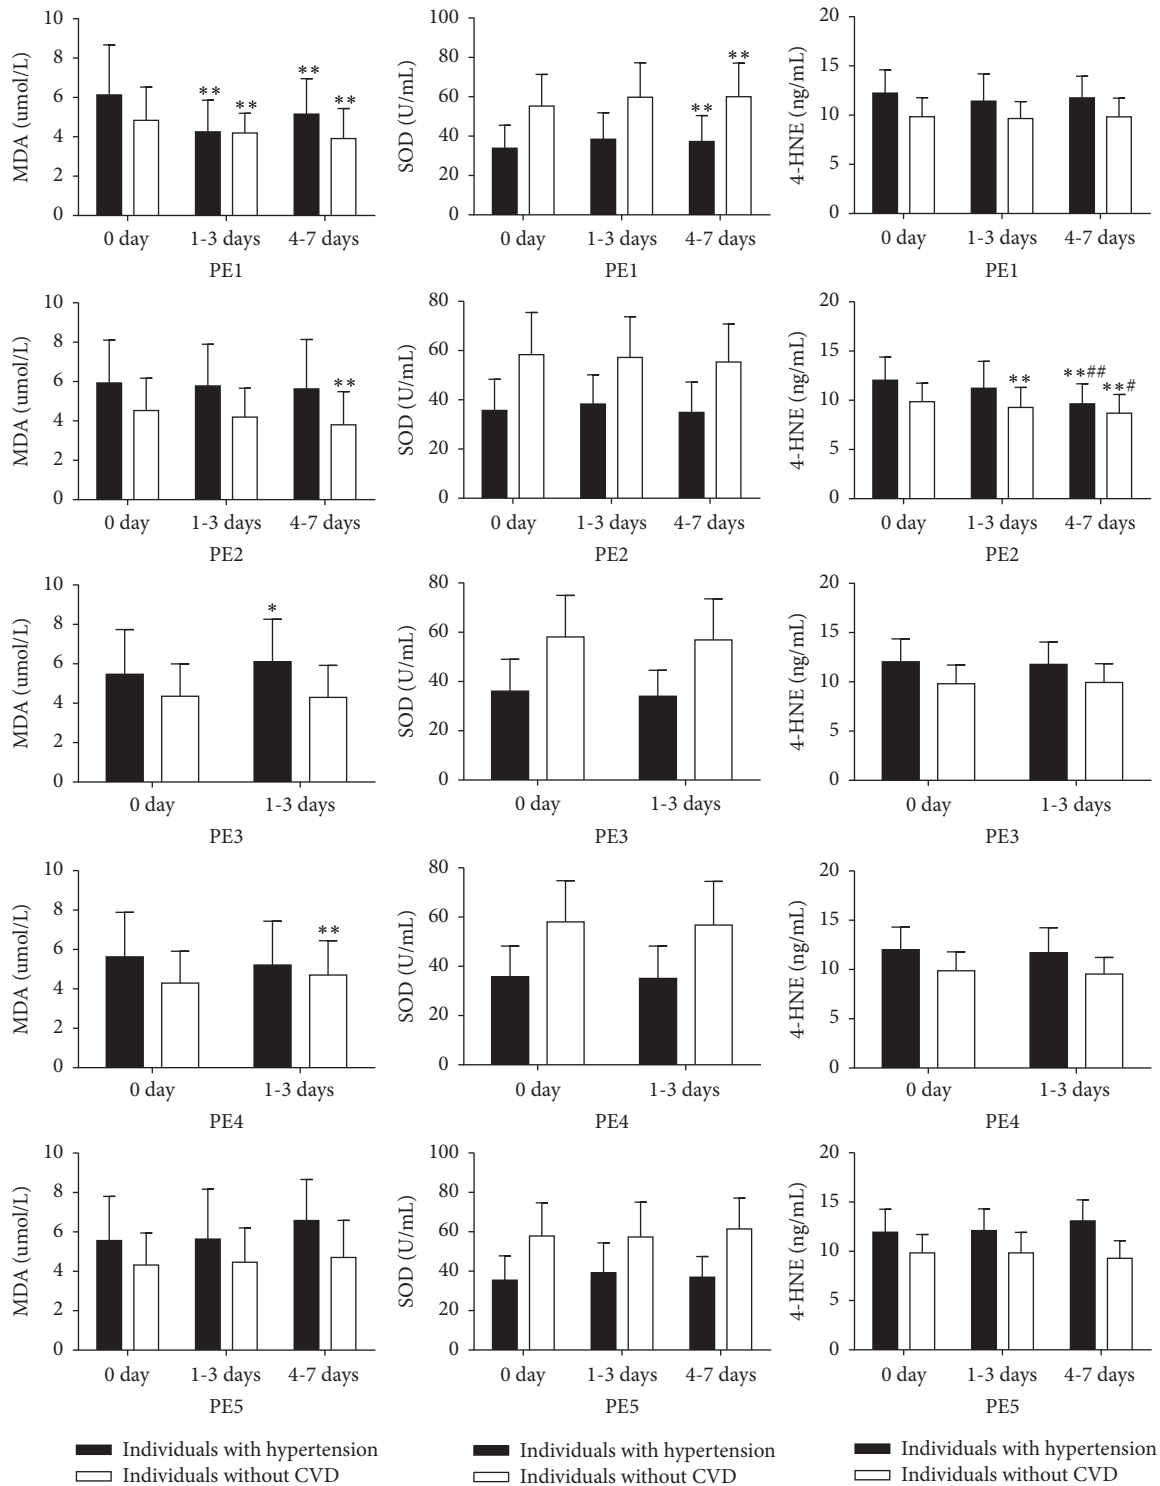 MDA (umol/L)
10
8
6
4
2
0
**
**
**
**
0 day
1-3 days
4-7 days
PE1
SOD (U/mL)
100
80
60
40
20
0
**
**
0 day
1-3 days
4-7 days
PE1
4-HNE (ng/mL)
20
15
10
5
0
0 day
1-3 days
4-7 days
PE1
MDA (umol/L)
10
8
6
4
2
0
**
0 day
1-3 days
4-7 days
PE2
SOD (U/mL)
80
60
40
20
0
0 day
1-3 days
4-7 days
PE2
4-HNE (ng/mL)
20
15
10
5
0
**
**##
**#
0 day
1-3 days
4-7 days
PE2
MDA (umol/L)
10
8
6
4
2
0
*
0 day
1-3 days
PE3
SOD (U/mL)
80
60
40
20
0
0 day
1-3 days
PE3
4-HNE (ng/mL)
20
15
10
5
0
0 day
1-3 days
PE3
MDA (umol/L)
10
8
6
4
2
0
**
0 day
1-3 days
PE4
SOD (U/mL)
80
60
40
20
0
0 day
1-3 days
PE4
4-HNE (ng/mL)
20
15
10
5
0
0 day
1-3 days
PE4
MDA (umol/L)
10
8
6
4
2
0
0 day
1-3 days
4-7 days
PE5
SOD (U/mL)
100
80
60
40
20
0
0 day
1-3 days
4-7 days
PE5
4-HNE (ng/mL)
20
15
10
5
0
0 day
1-3 days
4-7 days
PE5
Individuals with hypertension
Individuals without CVD
Individuals with hypertension
Individuals without CVD
Individuals with hypertension
Individuals without CVD